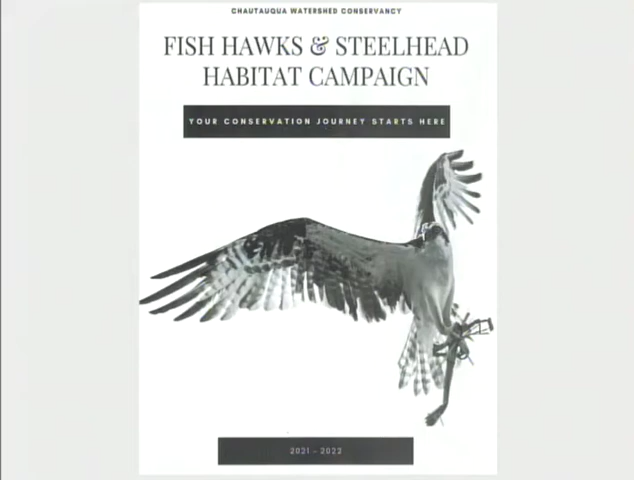 CHAUTAUQUA WATERSHED CONSERVANCY
FISH HAWKS & STEELHEAD
HABITAT CAMPAIGN
YOUR CONSERVATION JOURNEY STARTS HERE
2021 - 2022